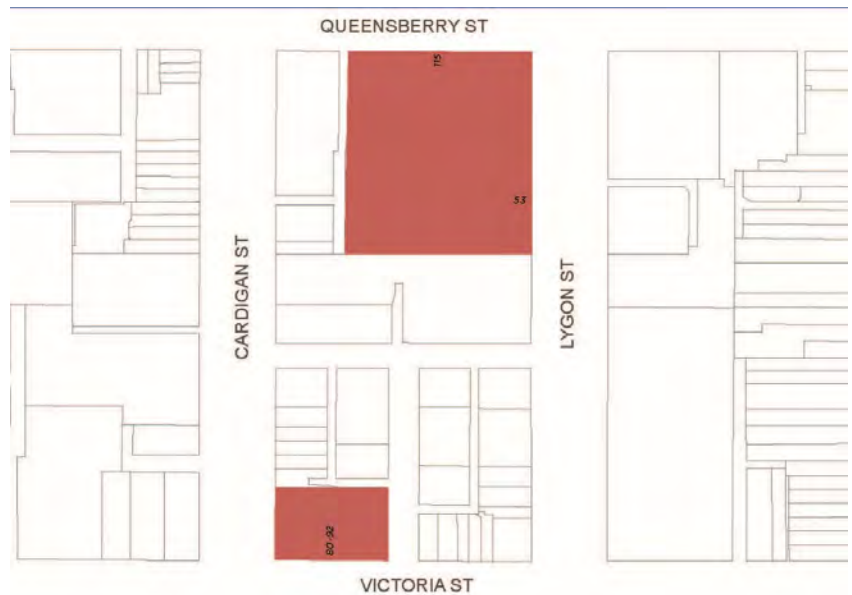 QUEENSBERRY ST
115
53
CARDIGAN ST
LYGON ST
80-92
VICTORIA ST